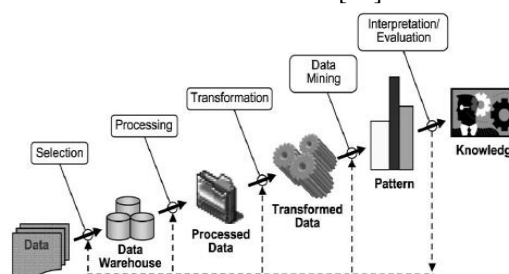 Interpretation/
Evaluation
Data
Mining
Transformation
Processing
Selection
Data
Data
Warehouse
Processed
Data
Transformed
Data
Pattern
Knowledg